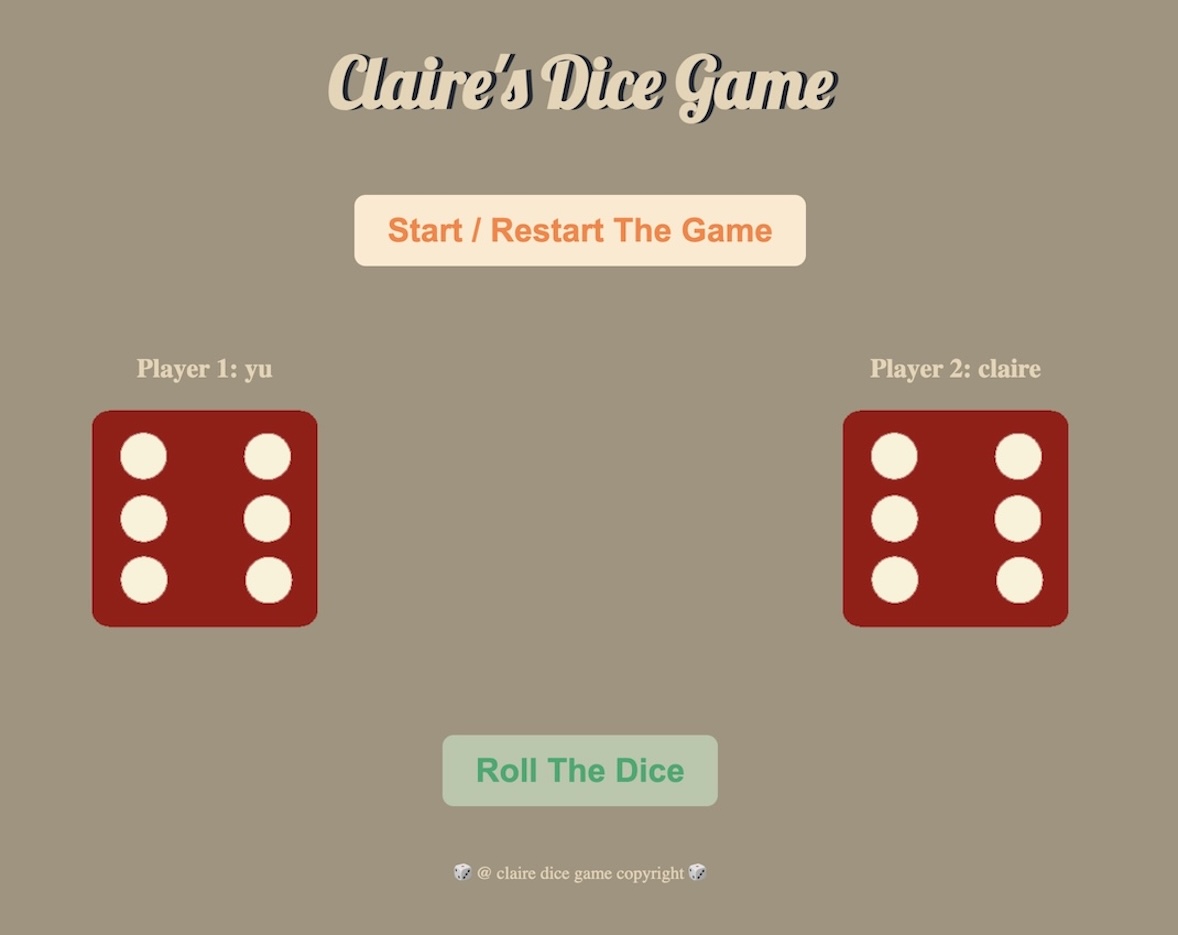 Claire's Dice Game
Start / Restart The Game
Player 1: yu
Player 2: claire
Roll The Dice
🎲 @ claire dice game copyright 🎲